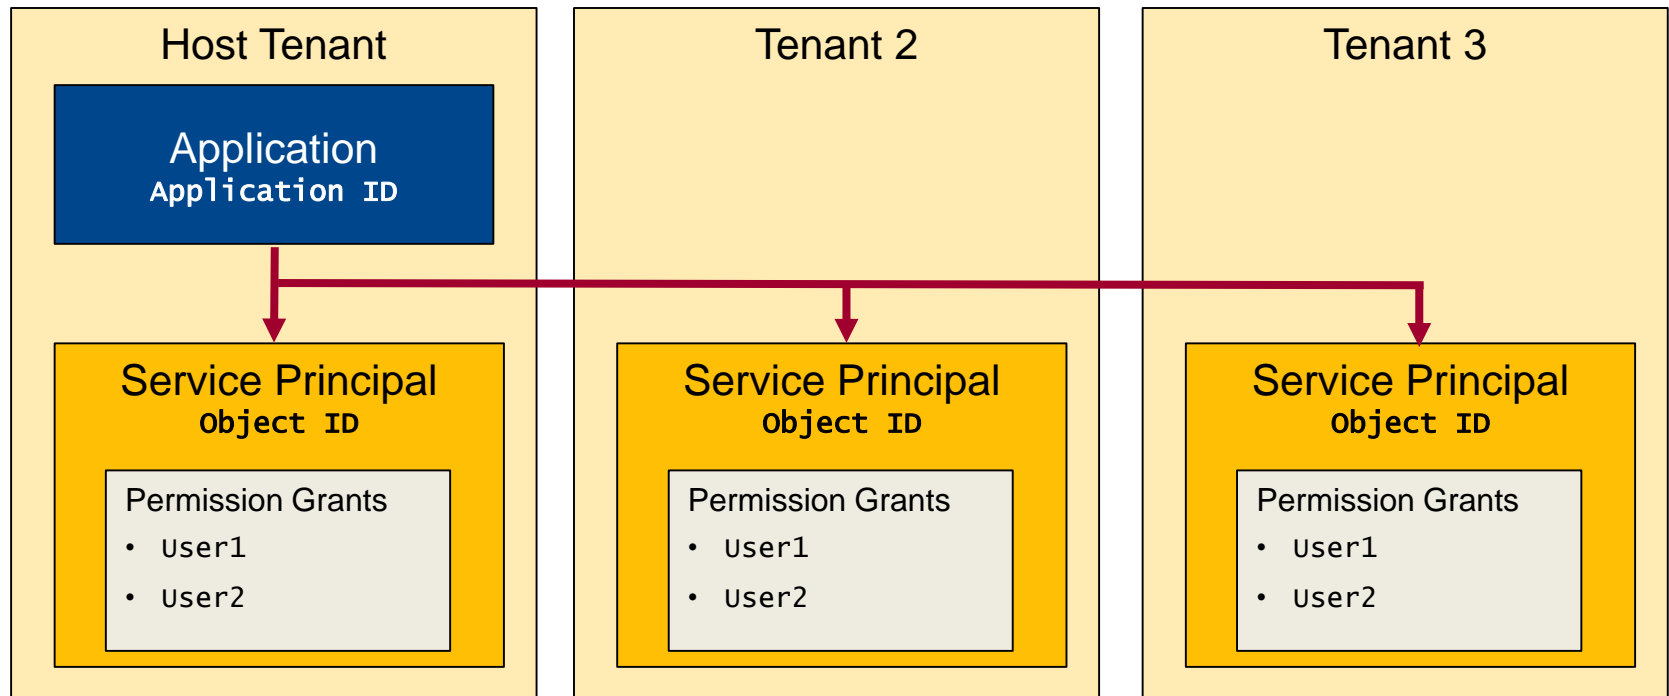 Host Tenant
Application
Application ID
Service Principal
Object ID
Permission Grants
• User1
• User2
Tenant 2
Service Principal
Object ID
Permission Grants
• User1
• User2
Tenant 3
Service Principal
Object ID
Permission Grants
• User1
• User2